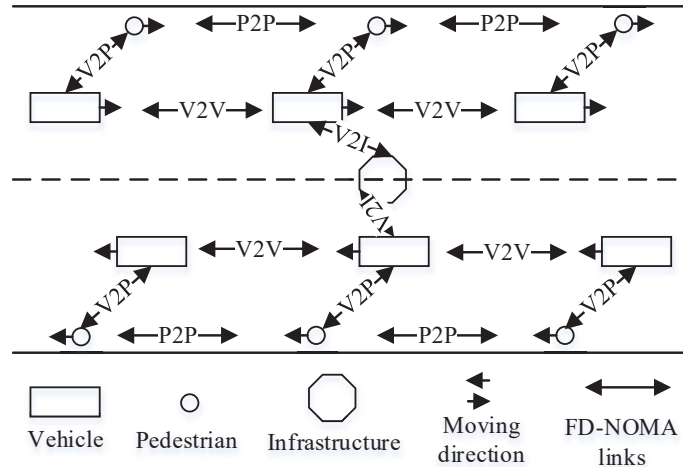 P2P P2P
V2P V2P V2P
V2V V2V
V2I
V2I
V2V V2V
V2P V2P V2P
P2P P2P
Vehicle Pedestrian Infrastructure Moving direction FD-NOMA links